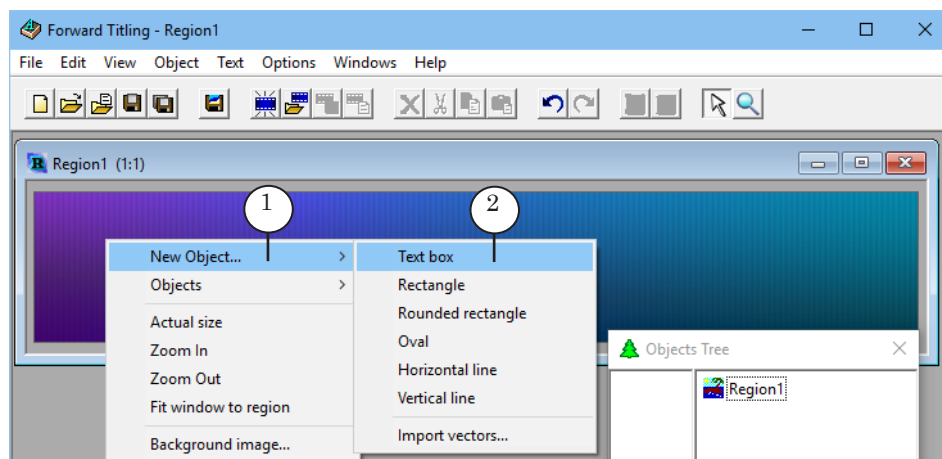 Forward Titling - Region1
File Edit View Object Text Options Windows Help
R Region1 (1:1)
1
2
New Object... >
Text box
Objects >
Rectangle
Rounded rectangle
Actual size
Oval
Zoom In
Horizontal line
Zoom Out
Vertical line
Fit window to region
Import vectors...
Background image...
Objects Tree
Region1